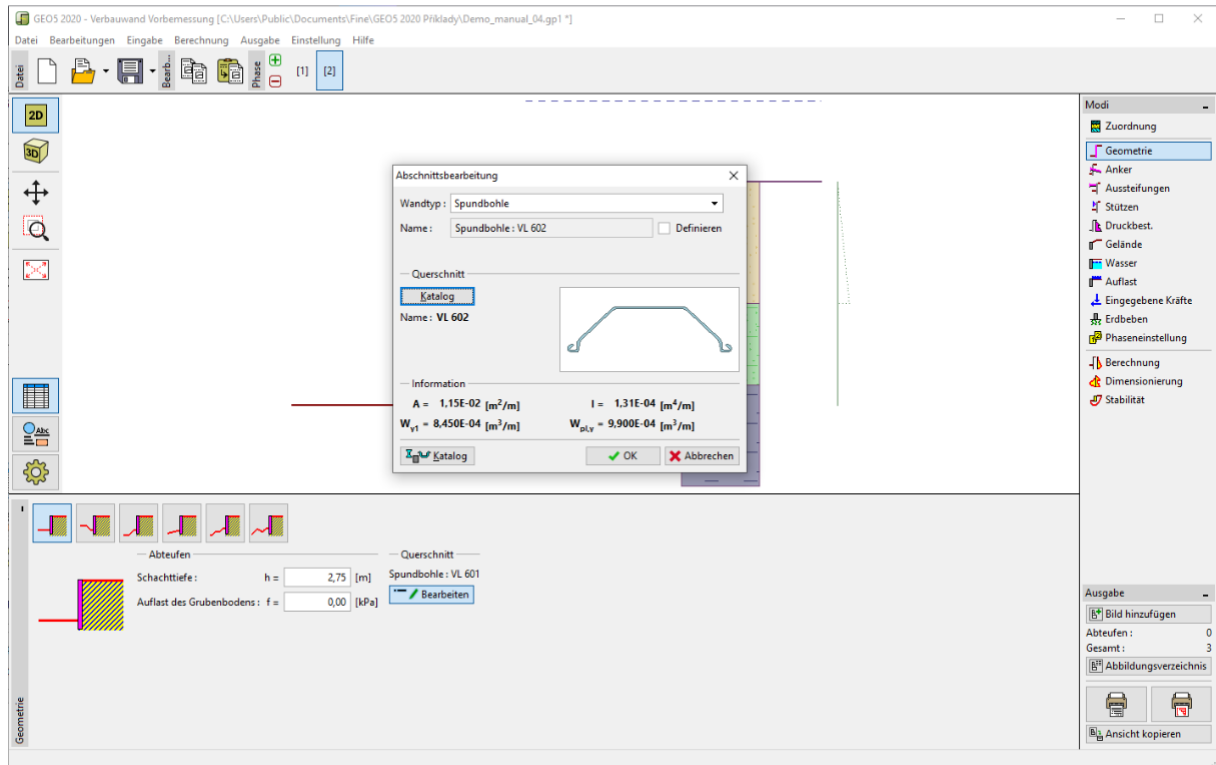 GEO5 2020 - Verbauwand Vorbemessung [C:\Users\Public\Documents\Fine\GEO5 2020 Příklady\Demo_manual_04.gp1 *]
Datei Bearbeitungen Eingabe Berechnung Ausgabe Einstellung Hilfe
Datei
Bearb...
Phase
[1] [2]
2D
3D
Abc
Abschnittsbearbeitung
Wandtyp : Spundbohle
Name : Spundbohle : VL 602 Definieren
Querschnitt
Katalog
Name : VL 602
Information
A = 1,15E-02 [m²/m] I = 1,31E-04 [m⁴/m]
Wy1 = 8,450E-04 [m³/m] Wpl,y = 9,900E-04 [m³/m]
Katalog OK Abbrechen
Modi
Zuordnung
Geometrie
Anker
Aussteifungen
Stützen
Druckbest.
Gelände
Wasser
Auflast
Eingegebene Kräfte
Erdbeben
Phaseneinstellung
Berechnung
Dimensionierung
Stabilität
Geometrie
Abteufen
Schachttiefe : h = 2,75 [m]
Auflast des Grubenbodens : f = 0,00 [kPa]
Querschnitt
Spundbohle : VL 601
Bearbeiten
Ausgabe
Bild hinzufügen
Abteufen : 0
Gesamt : 3
Abbildungsverzeichnis
Ansicht kopieren